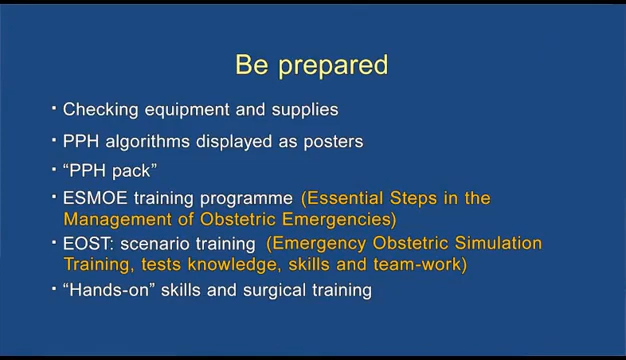 Be prepared
• Checking equipment and supplies
• PPH algorithms displayed as posters
• “PPH pack”
• ESMOE training programme (Essential Steps in the
Management of Obstetric Emergencies)
• EOST: scenario training (Emergency Obstetric Simulation
Training, tests knowledge, skills and team-work)
• “Hands-on” skills and surgical training